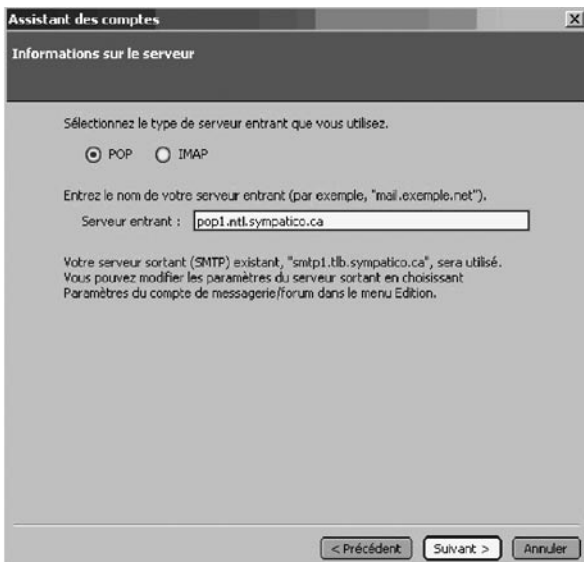 Assistant des comptes
Informations sur le serveur
Sélectionnez le type de serveur entrant que vous utilisez.
POP IMAP
Entrez le nom de votre serveur entrant (par exemple, "mail.exemple.net").
Serveur entrant : pop1.ntl.sympatico.ca
Votre serveur sortant (SMTP) existant, "smtp1.tlb.sympatico.ca", sera utilisé.
Vous pouvez modifier les paramètres du serveur sortant en choisissant
Paramètres du compte de messagerie/forum dans le menu Edition.
< Précédent Suivant > Annuler